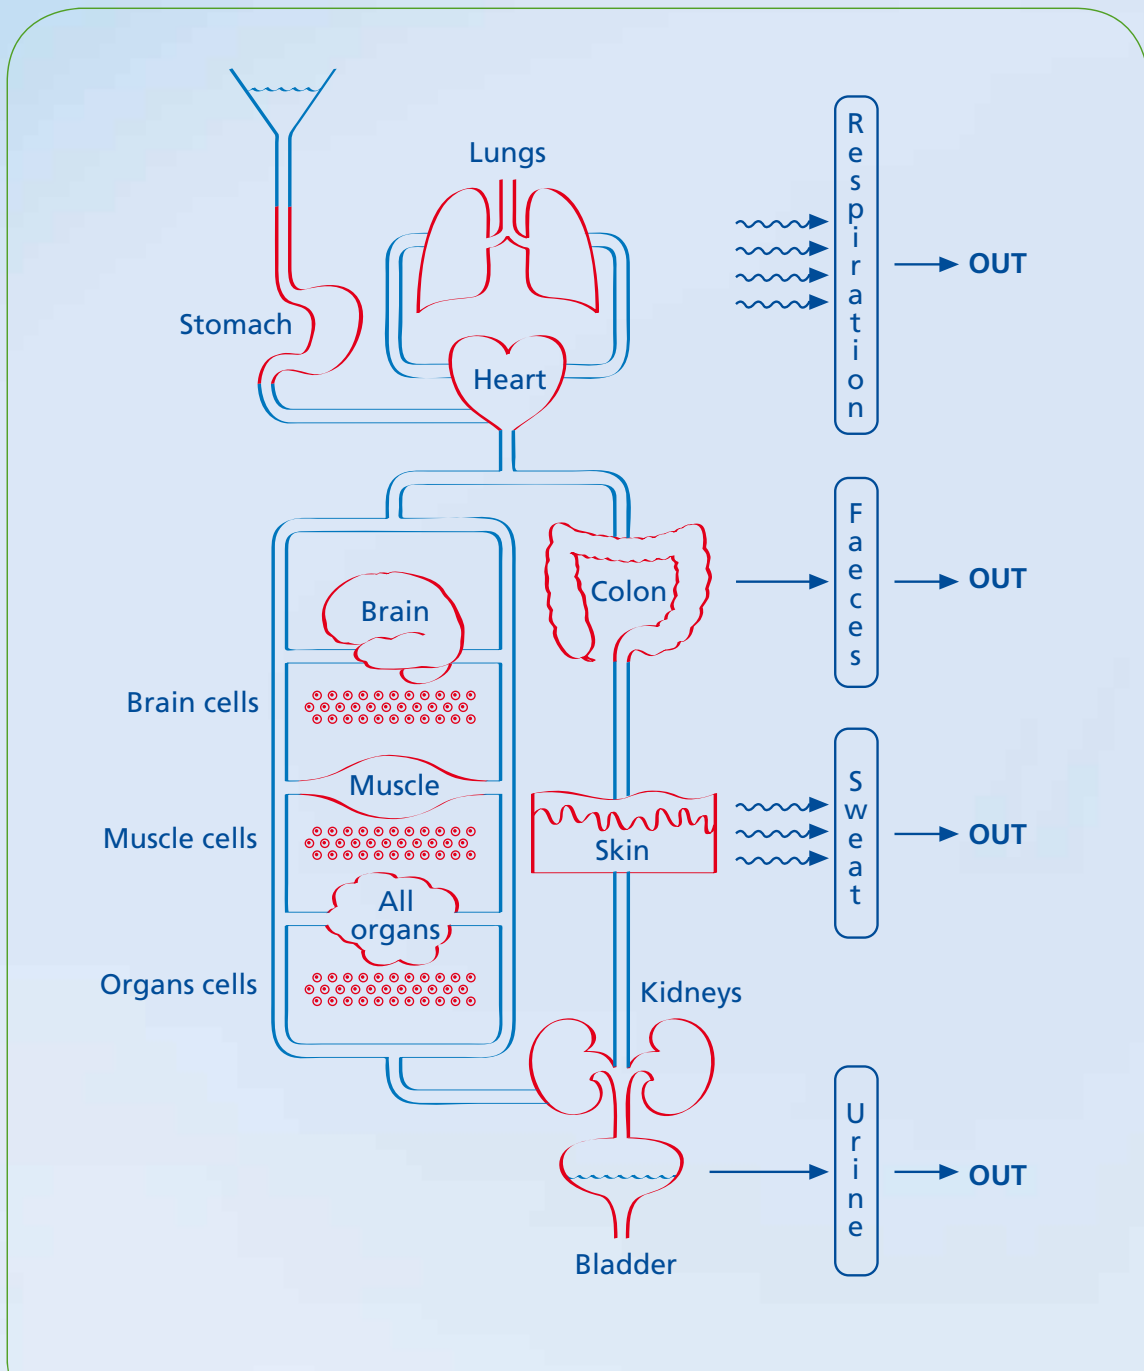 Lungs
Respiration
OUT
Stomach
Heart
Faeces
Colon
OUT
Brain
Brain cells
Muscle
Sweat
Muscle cells
Skin
OUT
All
organs
Organs cells
Kidneys
Urine
OUT
Bladder